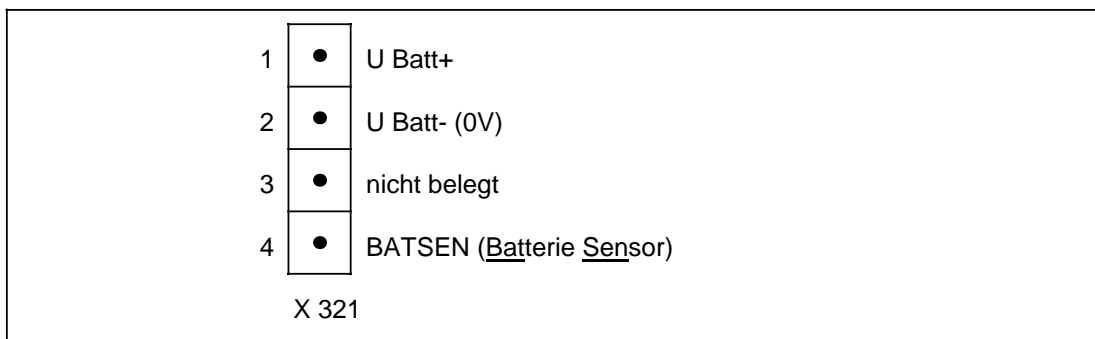 1 U Batt+
2 U Batt- (0V)
3 nicht belegt
4 BATSEN (Batterie Sensor)
X 321